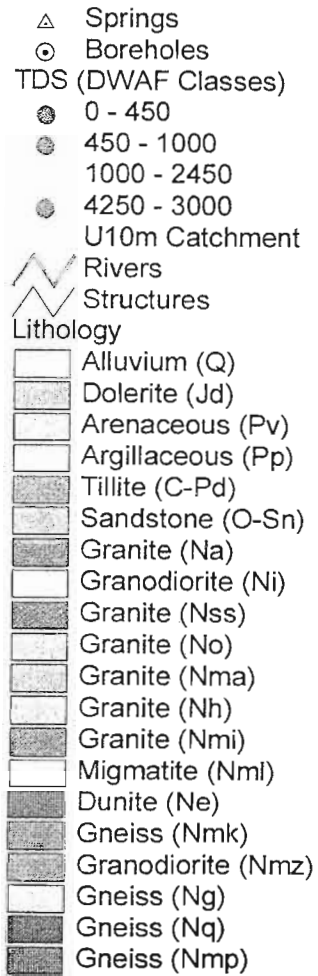 Springs
Boreholes
TDS (DWAF Classes)
0 - 450
450 - 1000
1000 - 2450
4250 - 3000
U10m Catchment
Rivers
Structures
Lithology
Alluvium (Q)
Dolerite (Jd)
Arenaceous (Pv)
Argillaceous (Pp)
Tillite (C-Pd)
Sandstone (O-Sn)
Granite (Na)
Granodiorite (Ni)
Granite (Nss)
Granite (No)
Granite (Nma)
Granite (Nh)
Granite (Nmi)
Migmatite (Nml)
Dunite (Ne)
Gneiss (Nmk)
Granodiorite (Nmz)
Gneiss (Ng)
Gneiss (Nq)
Gneiss (Nmp)